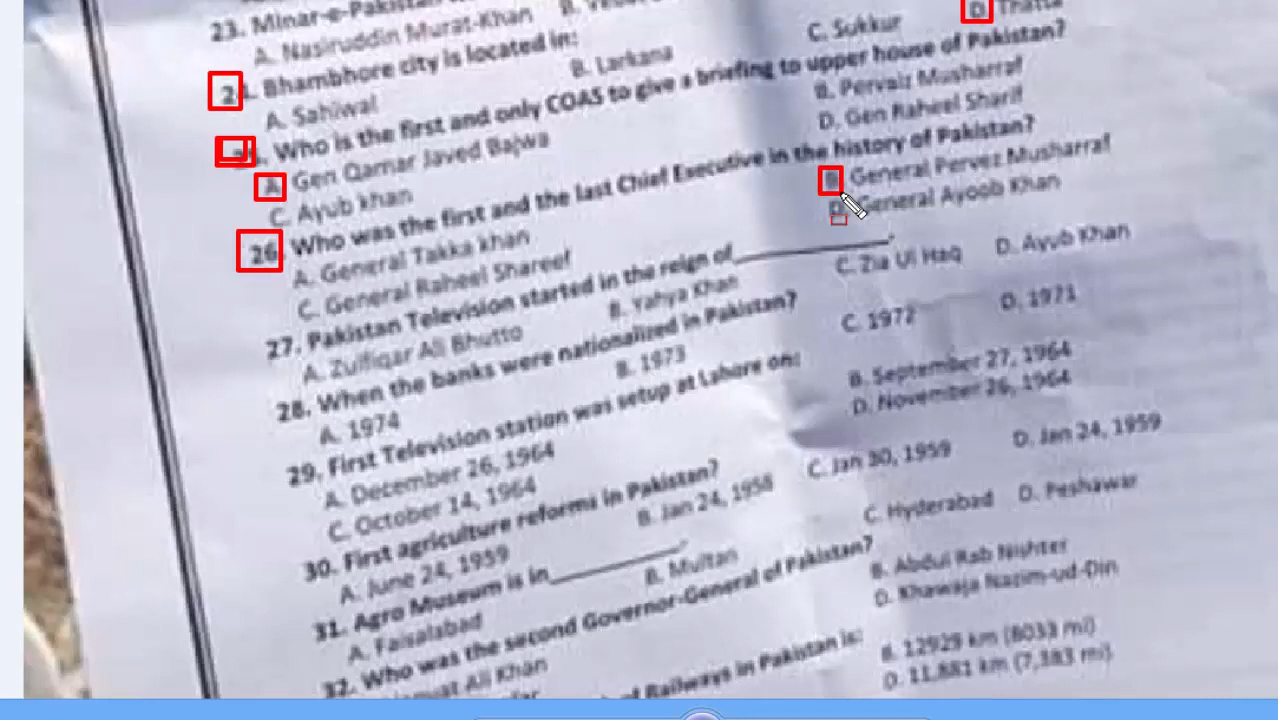 23. Minar-e-Pakistan
A. Nasiruddin Murat-Khan B.
24. Bhambhore city is located in:
A. Sahiwal B. Larkana C. Sukkur D. Thatta
. Who is the first and only COAS to give a briefing to upper house of Pakistan?
A. Gen Qamar Javed Bajwa B. Pervaiz Musharraf
C. Ayub khan D. Gen Raheel Sharif
26. Who was the first and the last Chief Executive in the history of Pakistan?
A. General Takka khan B. General Pervez Musharraf
C. General Raheel Shareef D. General Ayoob Khan
27. Pakistan Television started in the reign of__________.
A. Zulfiqar Ali Bhutto B. Yahya Khan C. Zia Ul Haq D. Ayub Khan
28. When the banks were nationalized in Pakistan?
A. 1974 B. 1973 C. 1972 D. 1971
29. First Television station was setup at Lahore on:
A. December 26, 1964 B. September 27, 1964
C. October 14, 1964 D. November 26, 1964
30. First agriculture reforms in Pakistan?
A. June 24, 1959 B. Jan 24, 1958 C. Jan 30, 1959 D. Jan 24, 1959
31. Agro Museum is in__________.
A. Faisalabad B. Multan C. Hyderabad D. Peshawar
32. Who was the second Governor-General of Pakistan?
Ali Khan B. Abdul Rab Nishter
D. Khawaja Nazim-ud-Din
of Railways in Pakistan is:
B. 12929 km (8033 mi)
D. 11,881 km (7,383 mi)